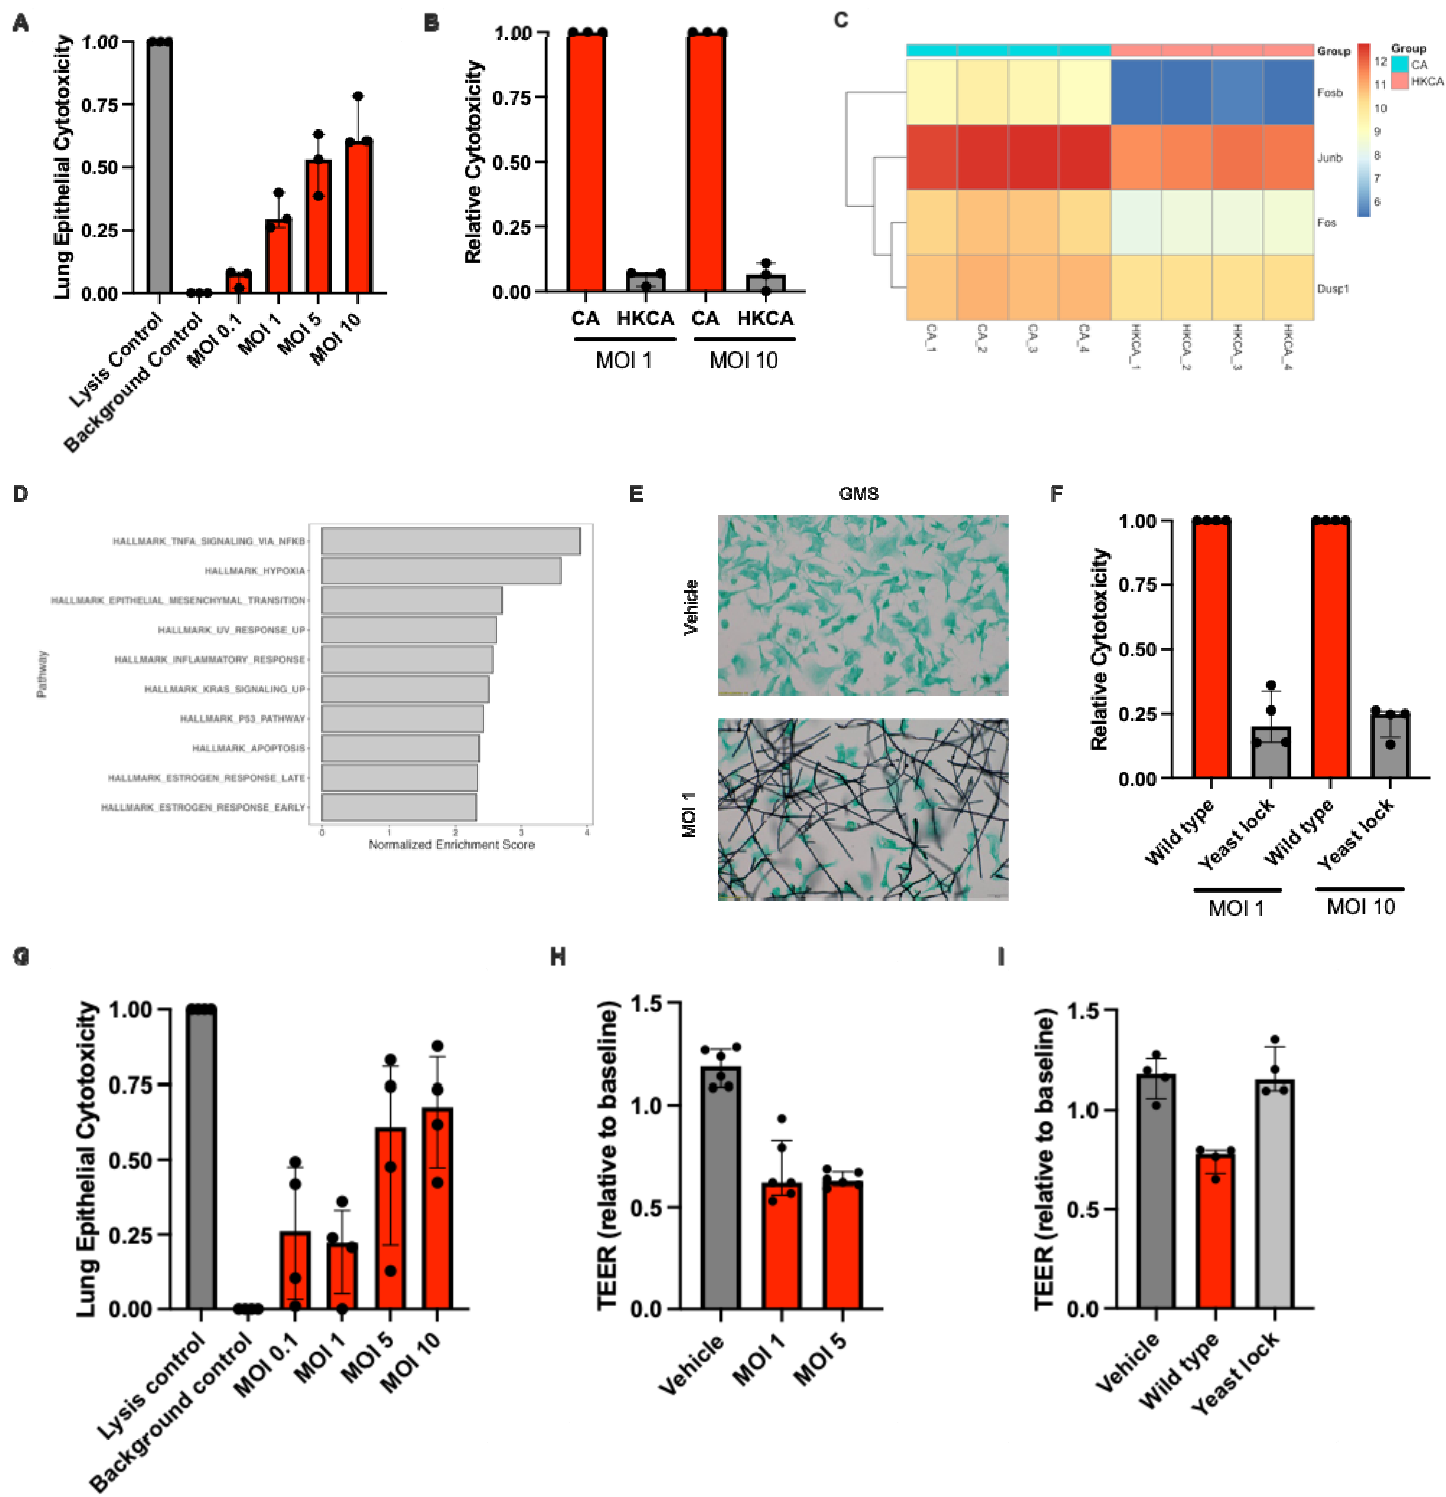 A
Lung Epithelial Cytotoxicity
1.00
0.75
0.50
0.25
0.00
Lysis Control
Background Control
MOI 0.1
MOI 1
MOI 5
MOI 10
B
Relative Cytotoxicity
1.00
0.75
0.50
0.25
0.00
CA HKCA CA HKCA
MOI 1 MOI 10
C
Group
Fosb
Junb
Fos
Dusp1
CA_1
CA_2
CA_3
CA_4
HKCA_1
HKCA_2
HKCA_3
HKCA_4
12
11
10
9
8
7
6
Group
CA
HKCA
D
Pathway
HALLMARK_TNFA_SIGNALING_VIA_NFKB
HALLMARK_HYPOXIA
HALLMARK_EPITHELIAL_MESENCHYMAL_TRANSITION
HALLMARK_UV_RESPONSE_UP
HALLMARK_INFLAMMATORY_RESPONSE
HALLMARK_KRAS_SIGNALING_UP
HALLMARK_P53_PATHWAY
HALLMARK_APOPTOSIS
HALLMARK_ESTROGEN_RESPONSE_LATE
HALLMARK_ESTROGEN_RESPONSE_EARLY
0 1 2 3 4
Normalized Enrichment Score
E
GMS
Vehicle
MOI 1
F
Relative Cytotoxicity
1.00
0.75
0.50
0.25
0.00
Wild type
Yeast lock
Wild type
Yeast lock
MOI 1 MOI 10
G
Lung Epithelial Cytotoxicity
1.00
0.75
0.50
0.25
0.00
Lysis control
Background control
MOI 0.1
MOI 1
MOI 5
MOI 10
H
TEER (relative to baseline)
1.5
1.0
0.5
0.0
Vehicle
MOI 1
MOI 5
I
TEER (relative to baseline)
1.5
1.0
0.5
0.0
Vehicle
Wild type
Yeast lock